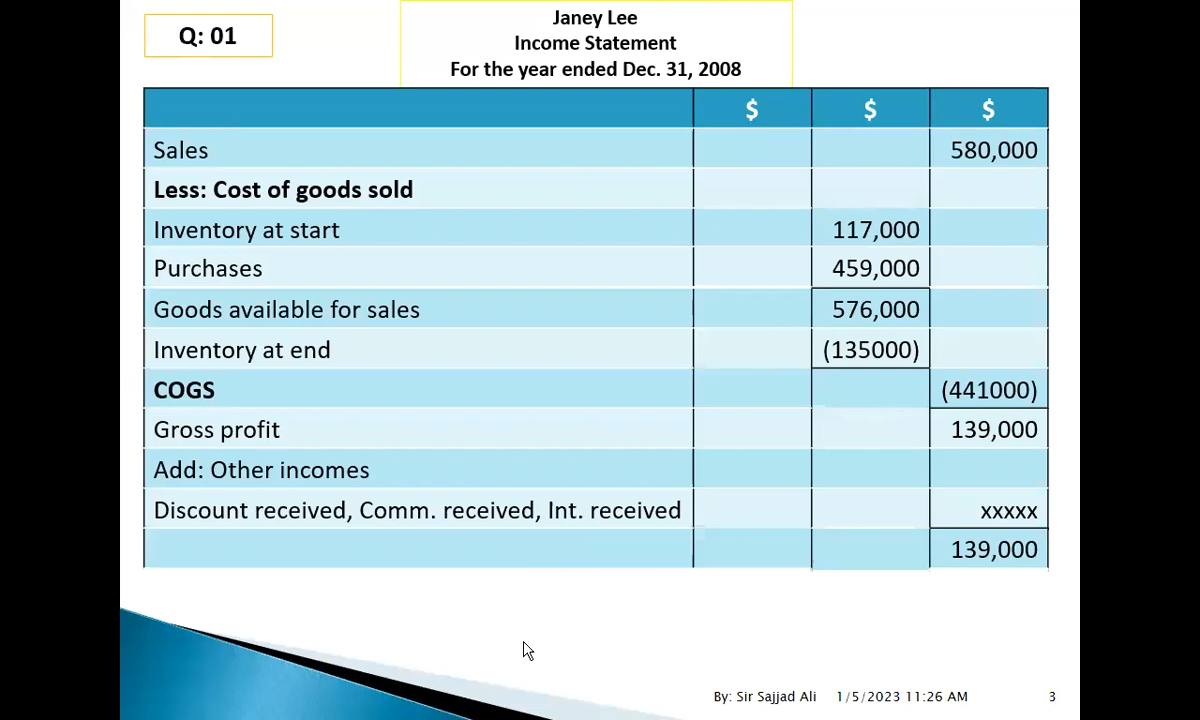 Q: 01
Janey Lee
Income Statement
For the year ended Dec. 31, 2008
$ $ $
Sales 580,000
Less: Cost of goods sold
Inventory at start 117,000
Purchases 459,000
Goods available for sales 576,000
Inventory at end (135000)
COGS (441000)
Gross profit 139,000
Add: Other incomes
Discount received, Comm. received, Int. received xxxxx
139,000
By: Sir Sajjad Ali 1/5/2023 11:26 AM 3